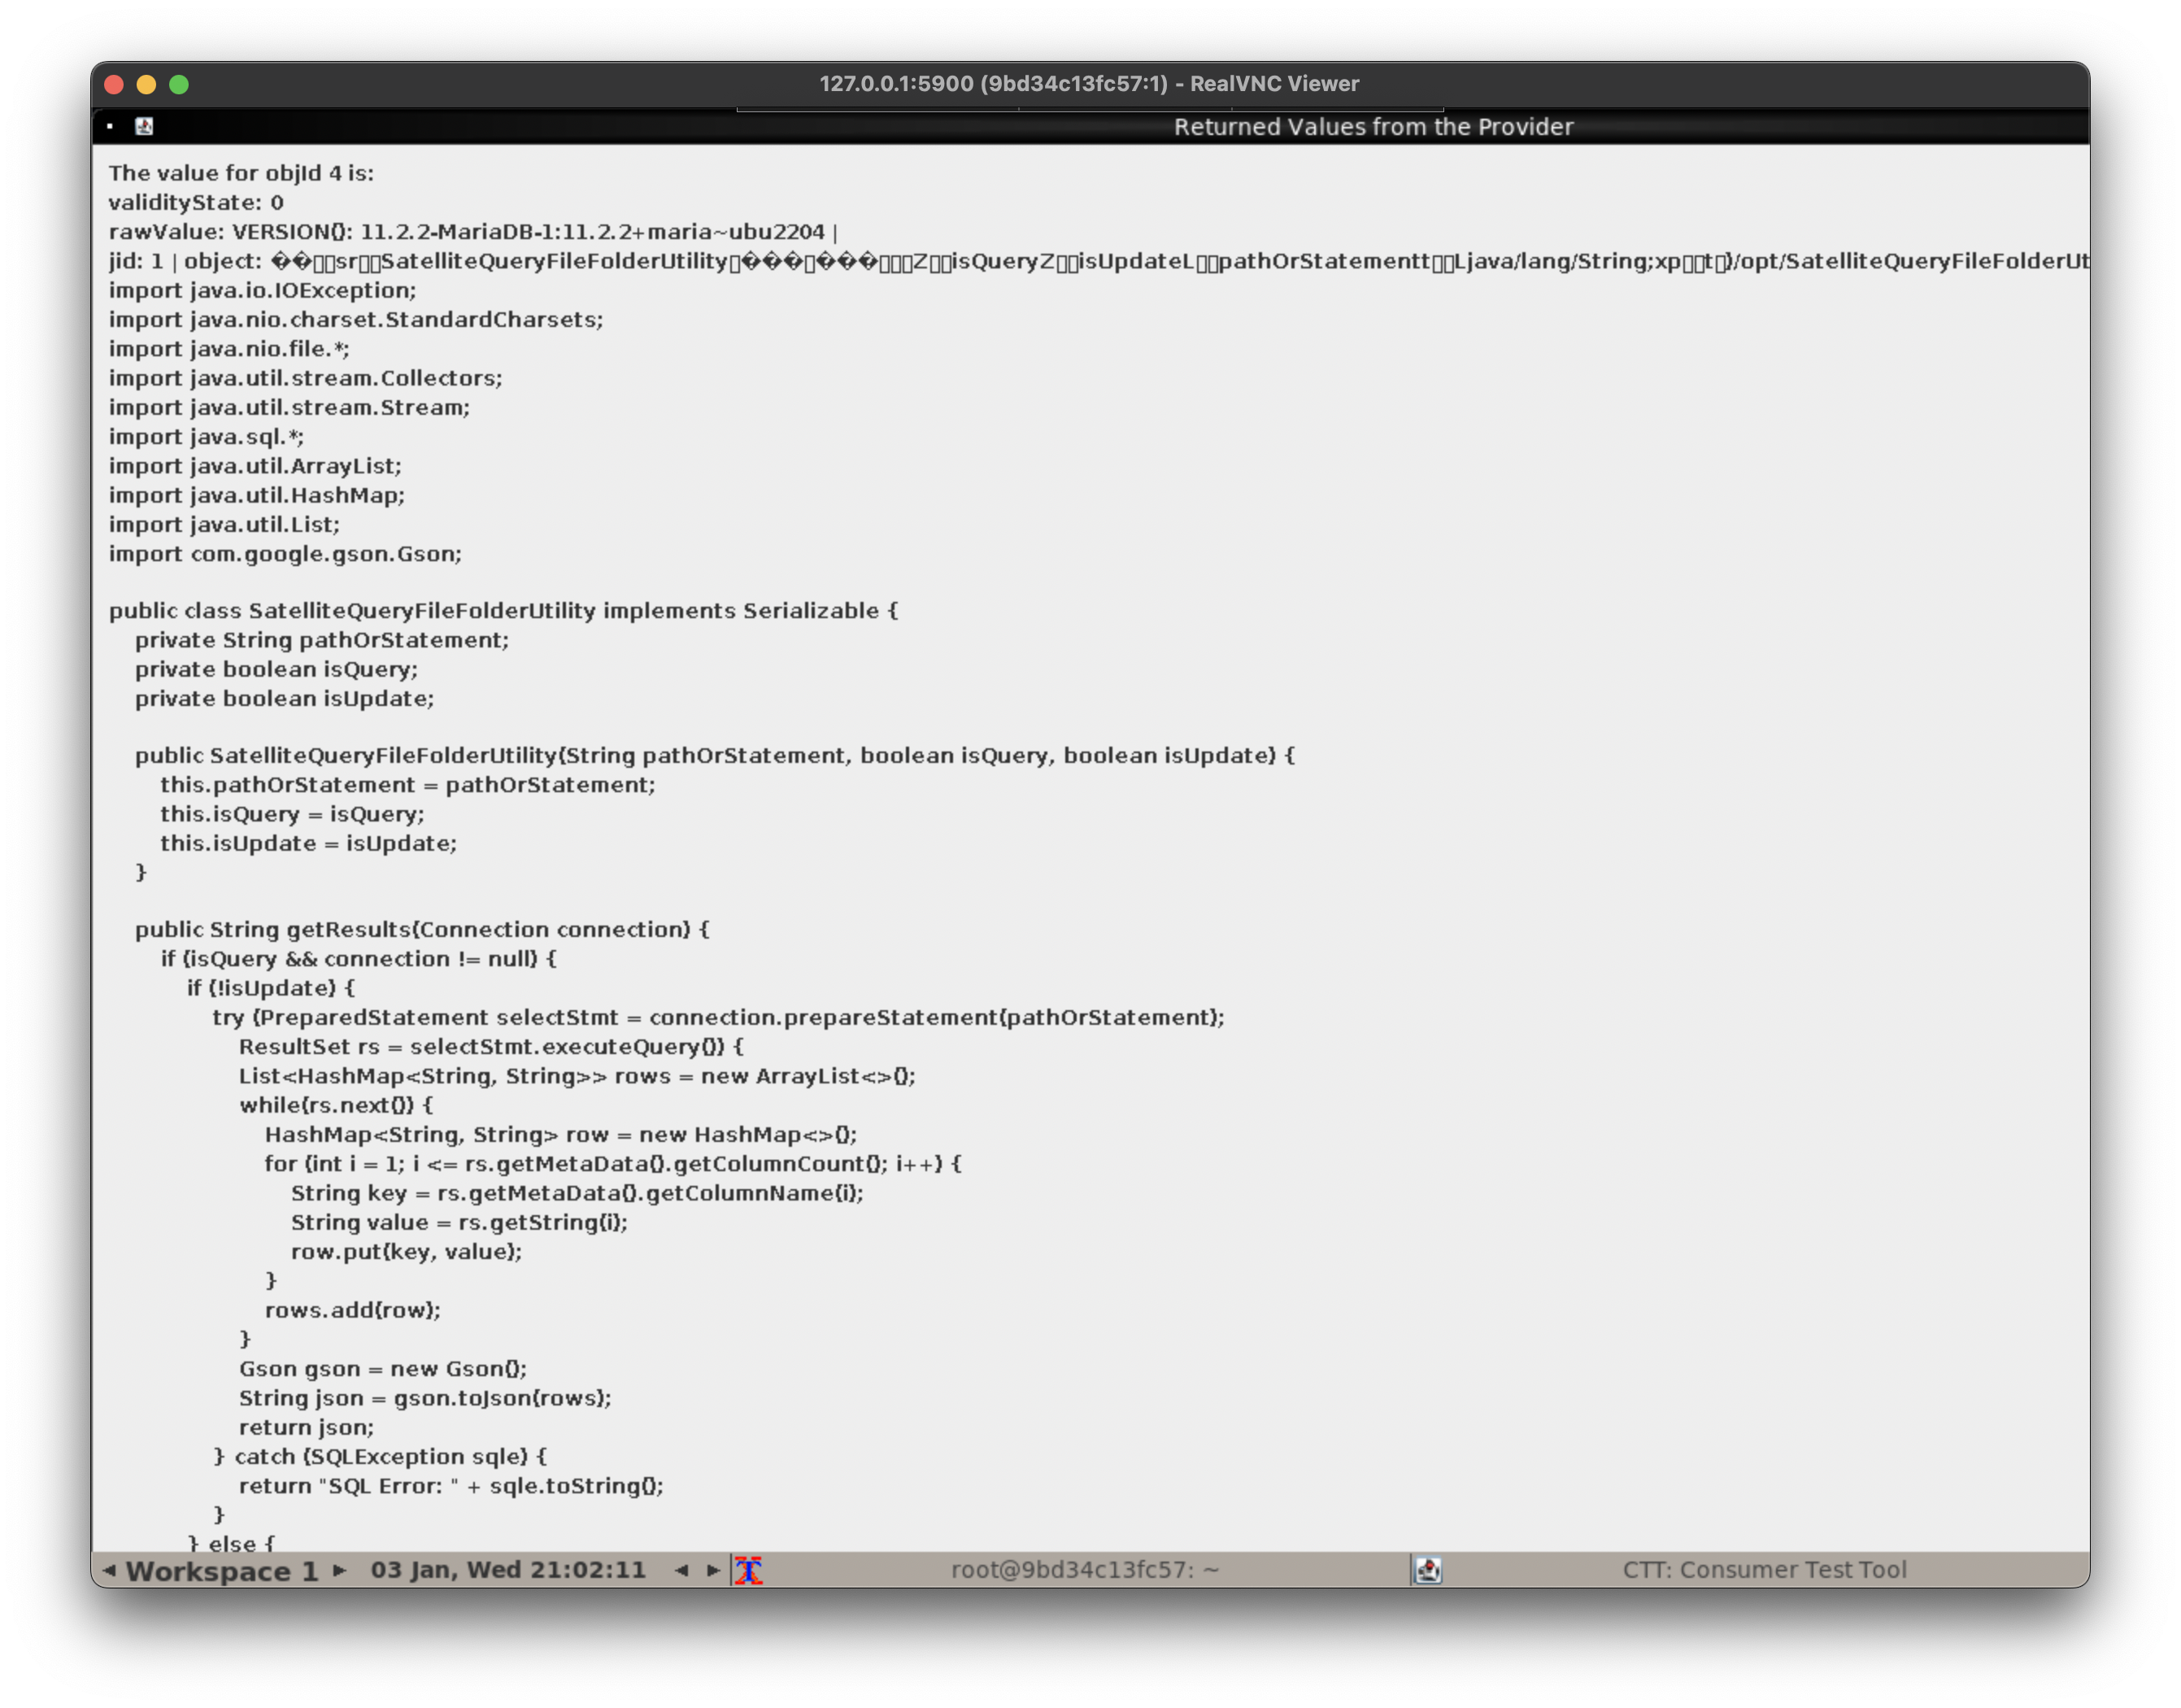 127.0.0.1:5900 (9bd34c13fc57:1) - RealVNC Viewer
Returned Values from the Provider
The value for objId 4 is:
validityState: 0
rawValue: VERSION(): 11.2.2-MariaDB-1:11.2.2+maria~ubu2204 |
jid: 1 | object: ��▯▯sr▯▯SatelliteQueryFileFolderUtility▯���▯���▯▯▯Z▯▯isQueryZ▯▯isUpdateL▯▯pathOrStatementt▯▯Ljava/lang/String;xp▯▯t▯)/opt/SatelliteQueryFileFolderUt
import java.io.IOException;
import java.nio.charset.StandardCharsets;
import java.nio.file.*;
import java.util.stream.Collectors;
import java.util.stream.Stream;
import java.sql.*;
import java.util.ArrayList;
import java.util.HashMap;
import java.util.List;
import com.google.gson.Gson;
public class SatelliteQueryFileFolderUtility implements Serializable {
private String pathOrStatement;
private boolean isQuery;
private boolean isUpdate;
public SatelliteQueryFileFolderUtility(String pathOrStatement, boolean isQuery, boolean isUpdate) {
this.pathOrStatement = pathOrStatement;
this.isQuery = isQuery;
this.isUpdate = isUpdate;
}
public String getResults(Connection connection) {
if (isQuery && connection != null) {
if (!isUpdate) {
try (PreparedStatement selectStmt = connection.prepareStatement(pathOrStatement);
ResultSet rs = selectStmt.executeQuery()) {
List<HashMap<String, String>> rows = new ArrayList<>();
while(rs.next()) {
HashMap<String, String> row = new HashMap<>();
for (int i = 1; i <= rs.getMetaData().getColumnCount(); i++) {
String key = rs.getMetaData().getColumnName(i);
String value = rs.getString(i);
row.put(key, value);
}
rows.add(row);
}
Gson gson = new Gson();
String json = gson.toJson(rows);
return json;
} catch (SQLException sqle) {
return "SQL Error: " + sqle.toString();
}
} else {
Workspace 1 03 Jan, Wed 21:02:11 root@9bd34c13fc57: ~ CTT: Consumer Test Tool